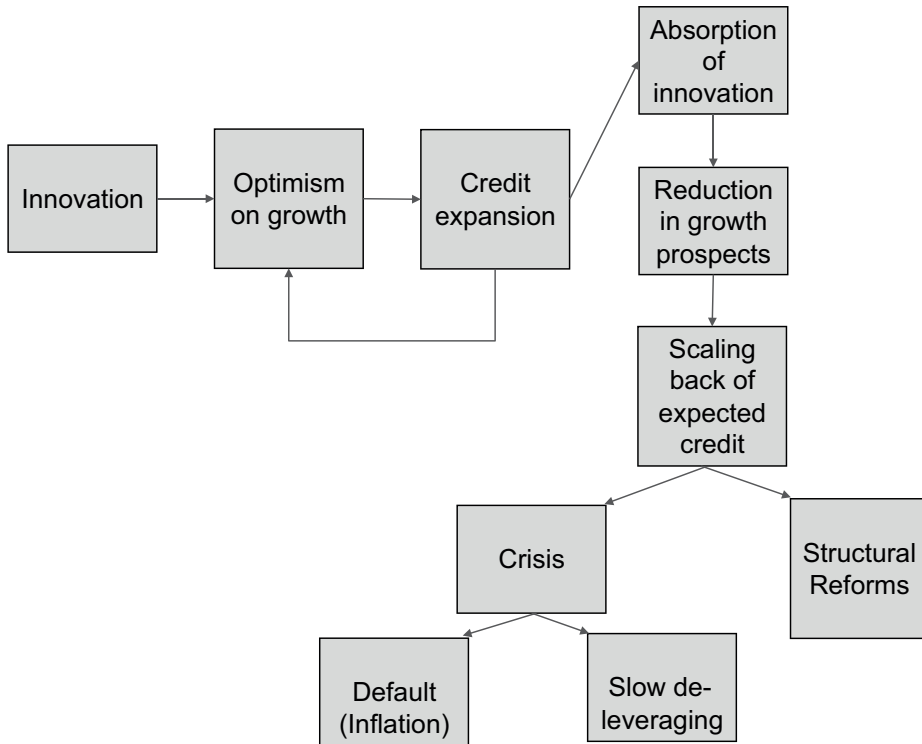 Absorption
of
innovation
Innovation
Optimism
on growth
Credit
expansion
Reduction
in growth
prospects
Scaling
back of
expected
credit
Crisis
Structural
Reforms
Default
(Inflation)
Slow de-
leveraging